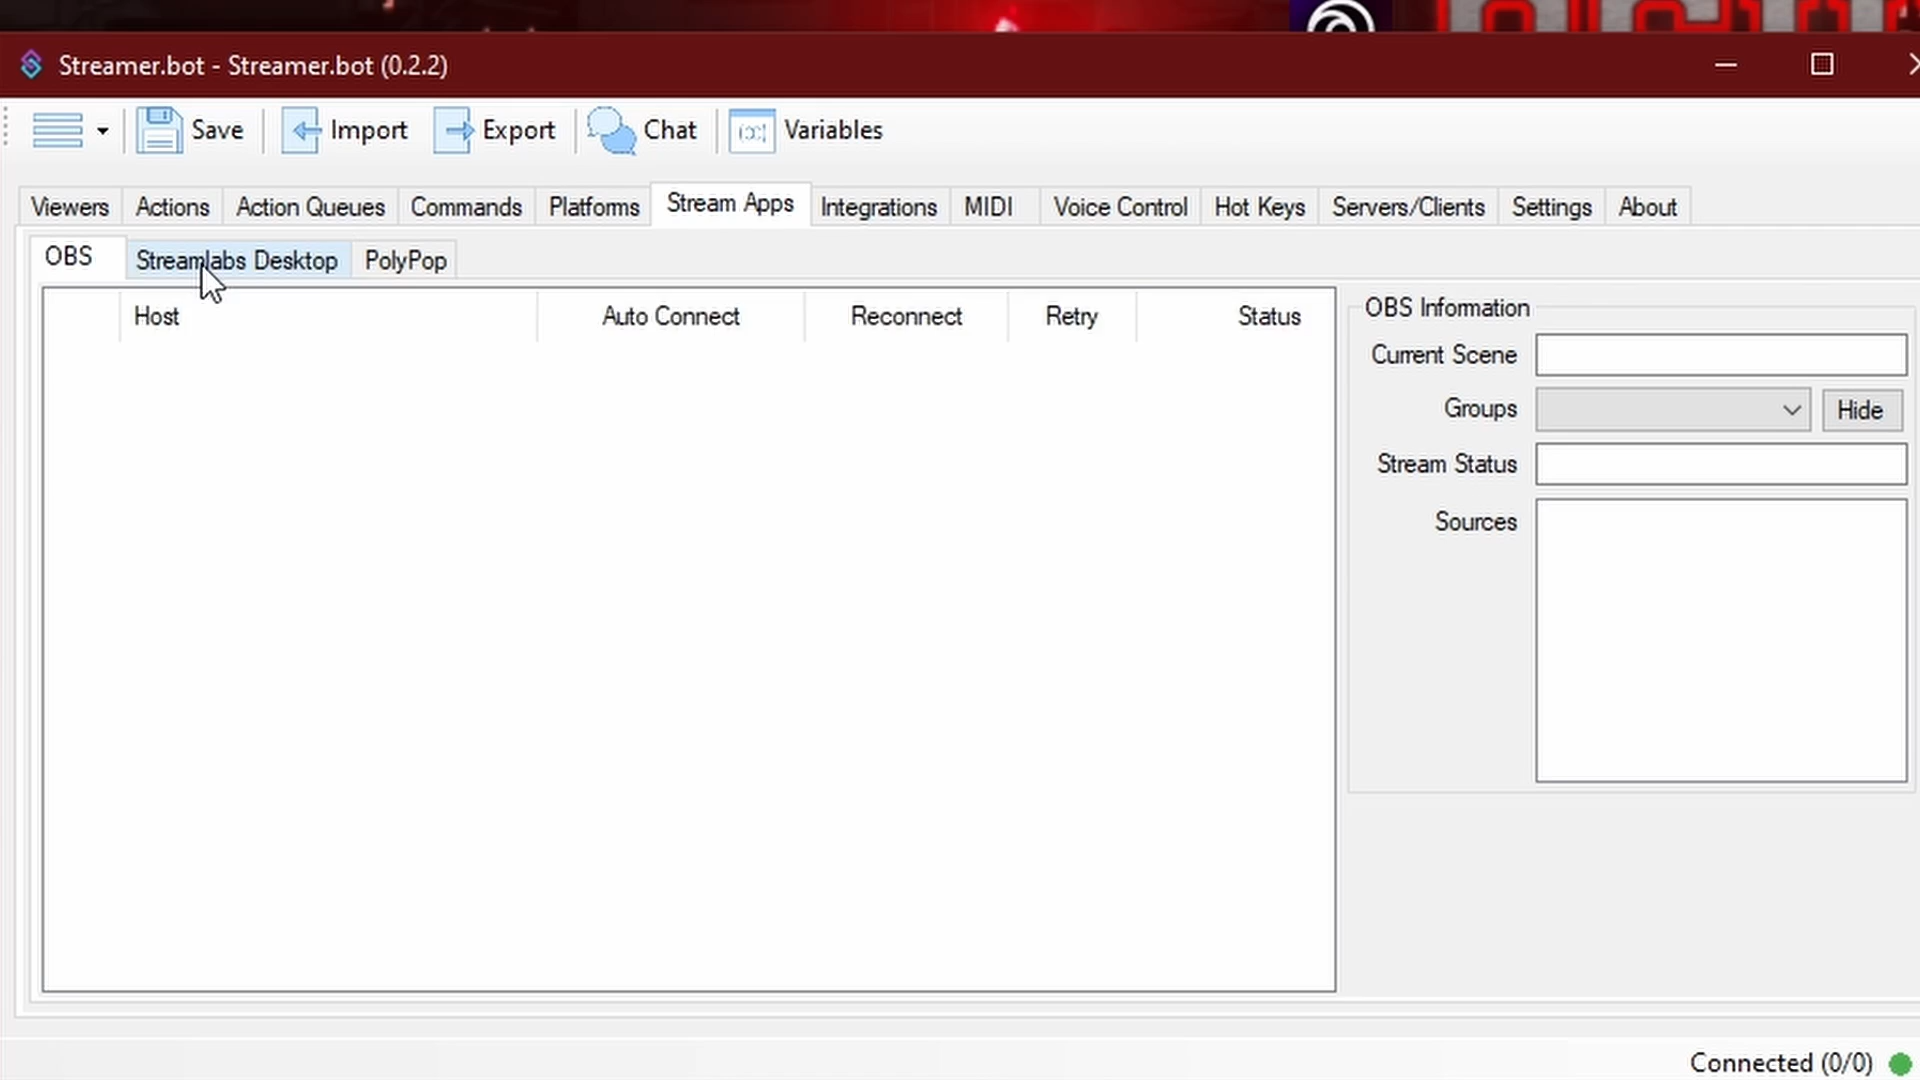 Streamer.bot - Streamer.bot (0.2.2)
Save Import Export Chat (x) Variables
Viewers Actions Action Queues Commands Platforms Stream Apps Integrations MIDI Voice Control Hot Keys Servers/Clients Settings About
OBS Streamlabs Desktop PolyPop
Host Auto Connect Reconnect Retry Status
OBS Information
Current Scene
Groups Hide
Stream Status
Sources
Connected (0/0)